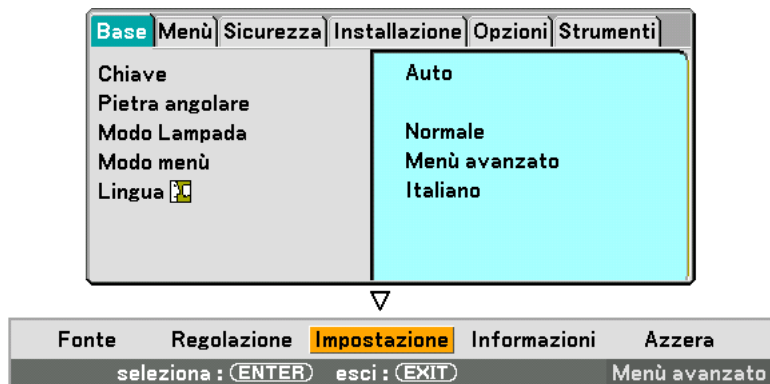 Base Menù Sicurezza Installazione Opzioni Strumenti
Chiave Auto
Pietra angolare
Modo Lampada Normale
Modo menù Menù avanzato
Lingua Italiano
Fonte Regolazione Impostazione Informazioni Azzera
seleziona : ENTER esci : EXIT Menù avanzato